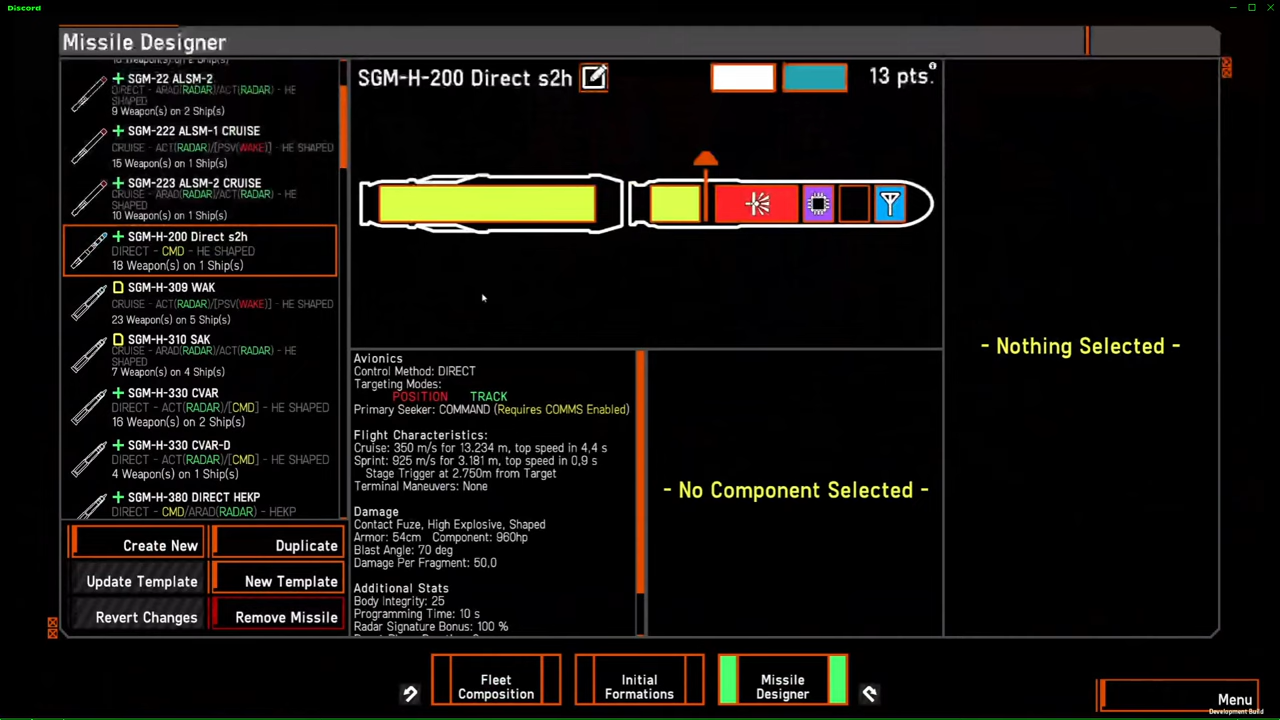 Discord
Missile Designer
SGM-22 ALSM-2
DIRECT - ARAD(RADAR)/ACT(RADAR) - HE
SHAPED
9 Weapon(s) on 2 Ship(s)
SGM-222 ALSM-1 CRUISE
CRUISE - ACT(RADAR)/[PSV(WAKE)] - HE SHAPED
15 Weapon(s) on 1 Ship(s)
SGM-223 ALSM-2 CRUISE
CRUISE - ARAD(RADAR)/ACT(RADAR) - HE
SHAPED
10 Weapon(s) on 1 Ship(s)
SGM-H-200 Direct s2h
DIRECT - CMD - HE SHAPED
18 Weapon(s) on 1 Ship(s)
SGM-H-309 WAK
CRUISE - ACT(RADAR)/[PSV(WAKE)] - HE SHAPED
23 Weapon(s) on 5 Ship(s)
SGM-H-310 SAK
CRUISE - ARAD(RADAR)/ACT(RADAR) - HE
SHAPED
7 Weapon(s) on 4 Ship(s)
SGM-H-330 CVAR
DIRECT - ACT(RADAR)/[CMD] - HE SHAPED
16 Weapon(s) on 2 Ship(s)
SGM-H-330 CVAR-D
DIRECT - ACT(RADAR)/[CMD] - HE SHAPED
4 Weapon(s) on 1 Ship(s)
SGM-H-380 DIRECT HEKP
DIRECT - CMD/ARAD(RADAR) - HEKP
Create New
Duplicate
Update Template
New Template
Revert Changes
Remove Missile
SGM-H-200 Direct s2h
13 pts.
Avionics
Control Method: DIRECT
Targeting Modes:
POSITION TRACK
Primary Seeker: COMMAND (Requires COMMS Enabled)
Flight Characteristics:
Cruise: 350 m/s for 13.234 m, top speed in 4,4 s
Sprint: 925 m/s for 3.181 m, top speed in 0,9 s
Stage Trigger at 2.750m from Target
Terminal Maneuvers: None
Damage
Contact Fuze, High Explosive, Shaped
Armor: 54cm Component: 960hp
Blast Angle: 70 deg
Damage Per Fragment: 50,0
Additional Stats
Body Integrity: 25
Programming Time: 10 s
Radar Signature Bonus: 100 %
- No Component Selected -
- Nothing Selected -
Fleet
Composition
Initial
Formations
Missile
Designer
Menu
Development Build